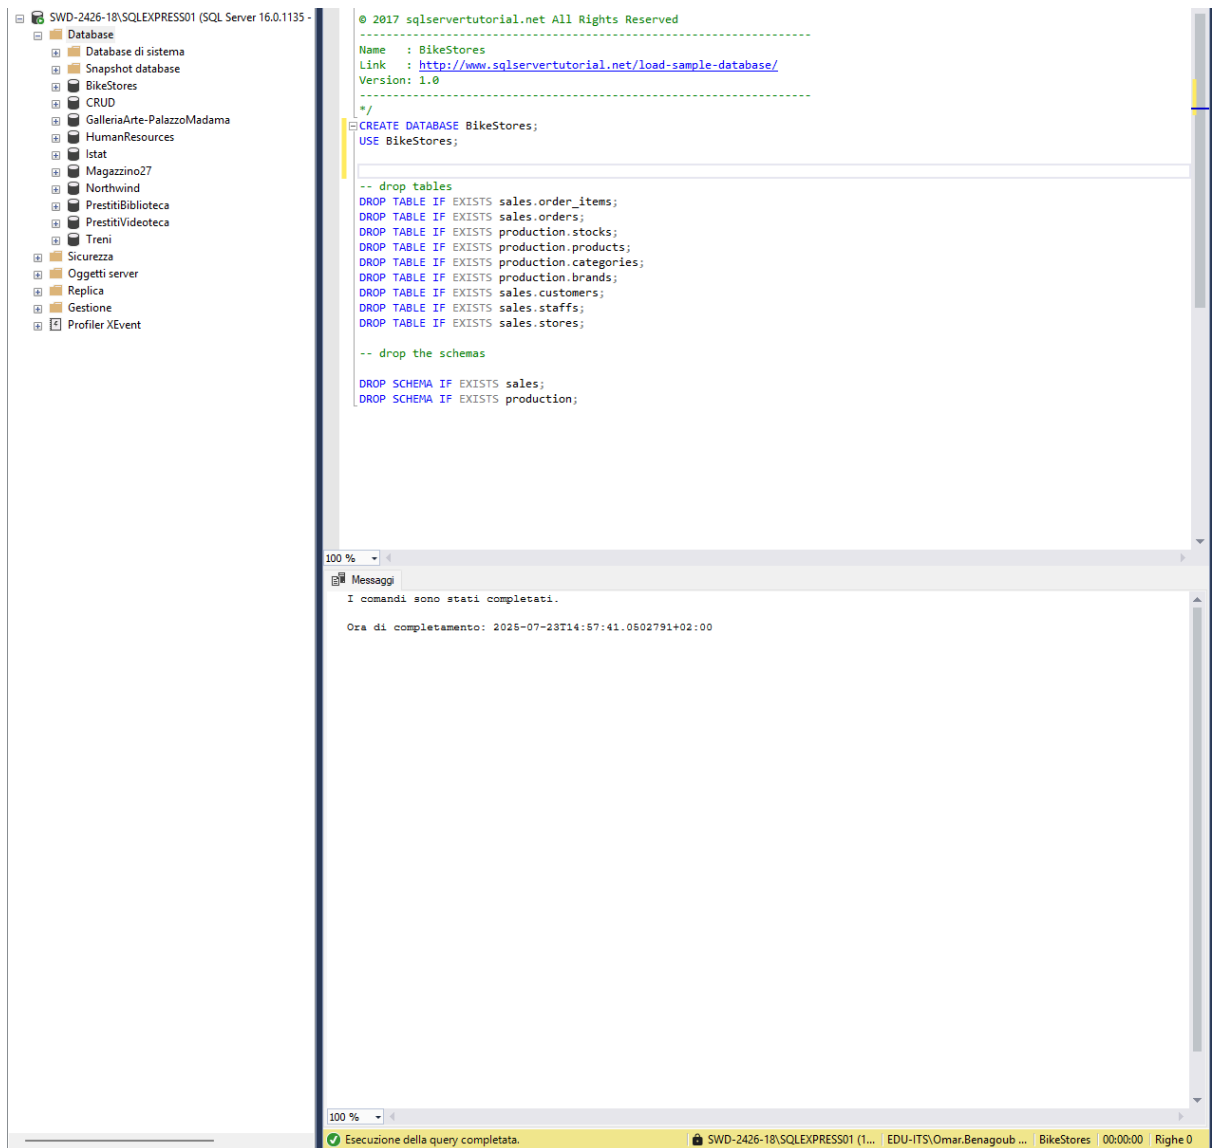 SWD-2426-18\SQLEXPRESS01 (SQL Server 16.0.1135 -
Database
Database di sistema
Snapshot database
BikeStores
CRUD
GalleriaArte-PalazzoMadama
HumanResources
Istat
Magazzino27
Northwind
PrestitiBiblioteca
PrestitiVideoteca
Treni
Sicurezza
Oggetti server
Replica
Gestione
Profiler XEvent
© 2017 sqlservertutorial.net All Rights Reserved
--------------------------------------------------------------------
Name   : BikeStores
Link   : http://www.sqlservertutorial.net/load-sample-database/
Version: 1.0
--------------------------------------------------------------------
*/
CREATE DATABASE BikeStores;
USE BikeStores;
-- drop tables
DROP TABLE IF EXISTS sales.order_items;
DROP TABLE IF EXISTS sales.orders;
DROP TABLE IF EXISTS production.stocks;
DROP TABLE IF EXISTS production.products;
DROP TABLE IF EXISTS production.categories;
DROP TABLE IF EXISTS production.brands;
DROP TABLE IF EXISTS sales.customers;
DROP TABLE IF EXISTS sales.staffs;
DROP TABLE IF EXISTS sales.stores;
-- drop the schemas
DROP SCHEMA IF EXISTS sales;
DROP SCHEMA IF EXISTS production;
100 %
Messaggi
I comandi sono stati completati.
Ora di completamento: 2025-07-23T14:57:41.0502791+02:00
100 %
Esecuzione della query completata. SWD-2426-18\SQLEXPRESS01 (1... EDU-ITS\Omar.Benagoub ... BikeStores 00:00:00 Righe 0